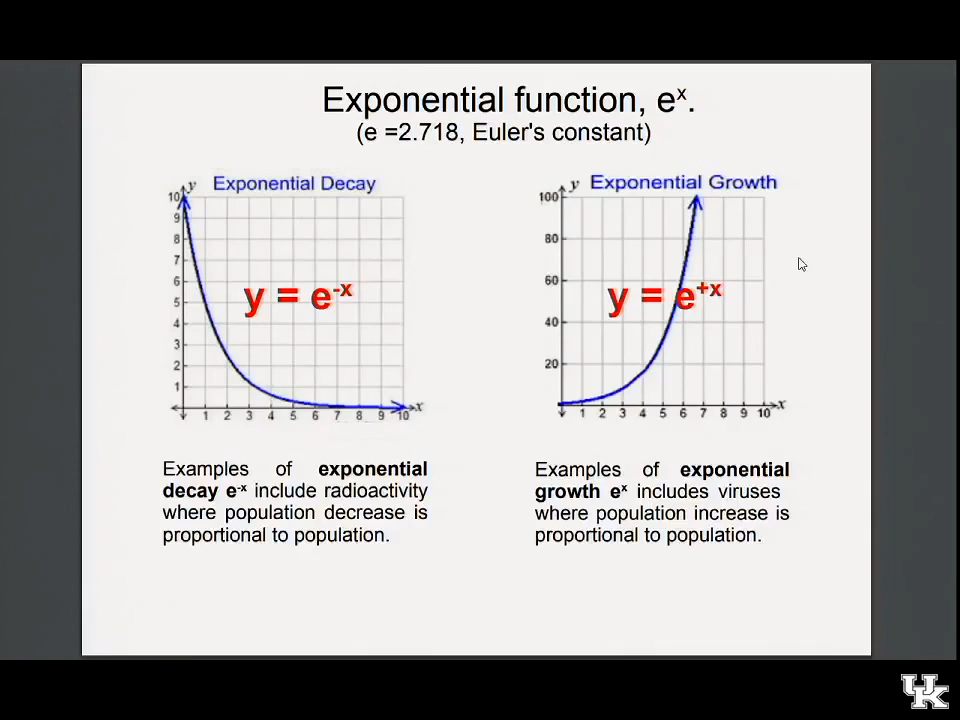 Exponential function, eˣ.
(e =2.718, Euler's constant)
Exponential Decay
y
10
9
8
7
6
5
4
3
2
1
1 2 3 4 5 6 7 8 9 10 x
y = e⁻ˣ
Exponential Growth
y
100
80
60
40
20
1 2 3 4 5 6 7 8 9 10 x
y = e⁺ˣ
Examples of exponential
decay e⁻ˣ include radioactivity
where population decrease is
proportional to population.
Examples of exponential
growth eˣ includes viruses
where population increase is
proportional to population.
UK